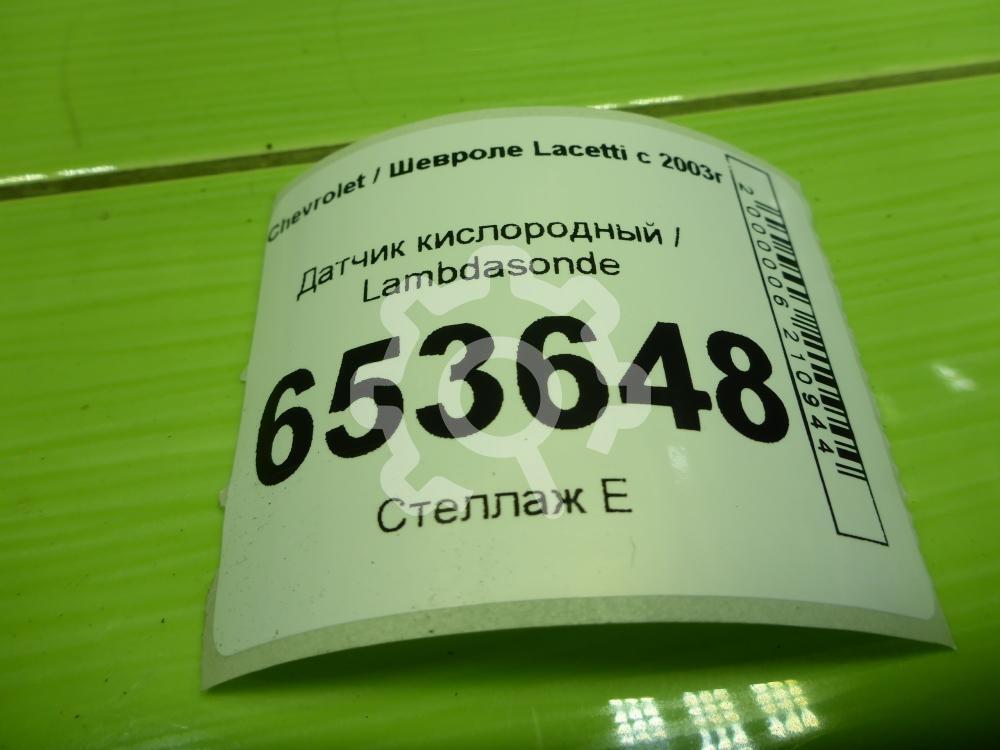 Chevrolet / Шевроле Lacetti с 2003г
Датчик кислородный /
Lambdasonde
653648
Стеллаж Е
2000006210944